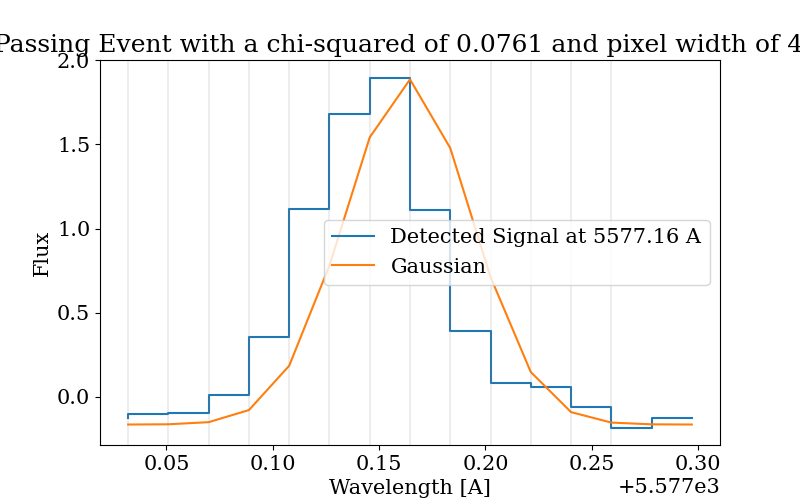 Passing Event with a chi-squared of 0.0761 and pixel width of 4
2.0
1.5
1.0
0.5
0.0
Flux
Detected Signal at 5577.16 A
Gaussian
0.05 0.10 0.15 0.20 0.25 0.30
Wavelength [A]
+5.577e3